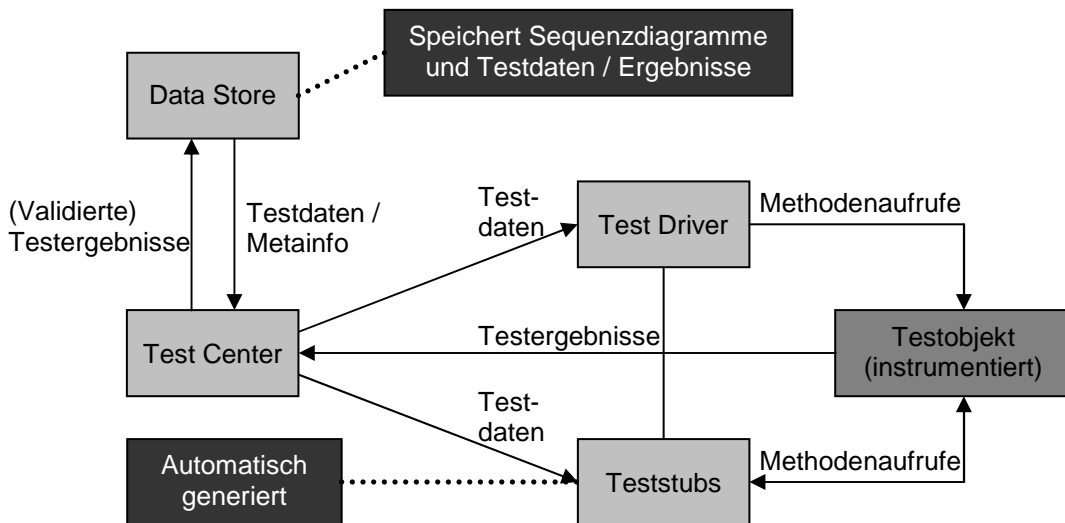 Speichert Sequenzdiagramme
und Testdaten / Ergebnisse
Data Store
(Validierte)
Testergebnisse
Testdaten /
Metainfo
Test-
daten
Test Driver
Methodenaufrufe
Test Center
Testergebnisse
Testobjekt
(instrumentiert)
Test-
daten
Automatisch
generiert
Teststubs
Methodenaufrufe